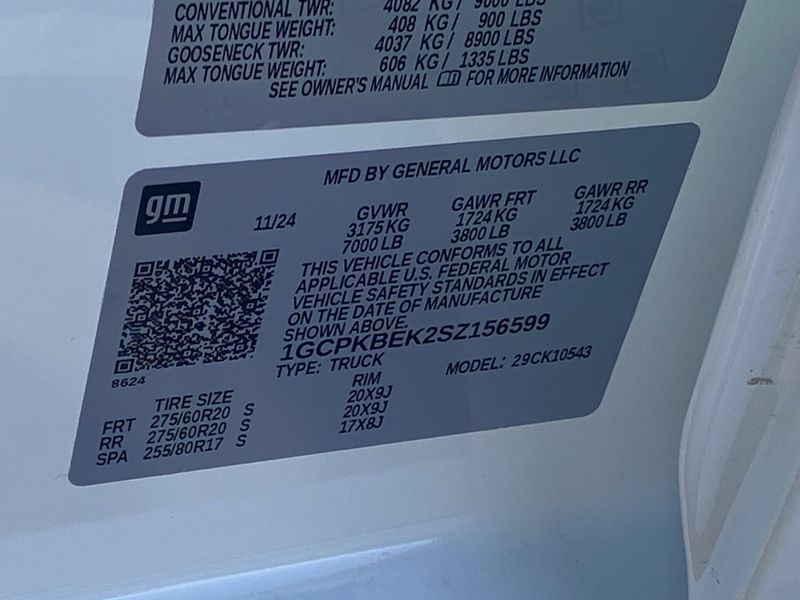 CONVENTIONAL TWR: 4082 KG / 9000 LBS
MAX TONGUE WEIGHT: 408 KG / 900 LBS
GOOSENECK TWR: 4037 KG / 8900 LBS
MAX TONGUE WEIGHT: 606 KG / 1335 LBS
SEE OWNER'S MANUAL FOR MORE INFORMATION
MFD BY GENERAL MOTORS LLC
gm
11/24
GVWR GAWR FRT GAWR RR
3175 KG 1724 KG 1724 KG
7000 LB 3800 LB 3800 LB
THIS VEHICLE CONFORMS TO ALL
APPLICABLE U.S. FEDERAL MOTOR
VEHICLE SAFETY STANDARDS IN EFFECT
ON THE DATE OF MANUFACTURE
SHOWN ABOVE.
1GCPKBEK2SZ156599
TYPE: TRUCK MODEL: 29CK10543
8624
TIRE SIZE RIM
FRT 275/60R20 S 20X9J
RR 275/60R20 S 20X9J
SPA 255/80R17 S 17X8J